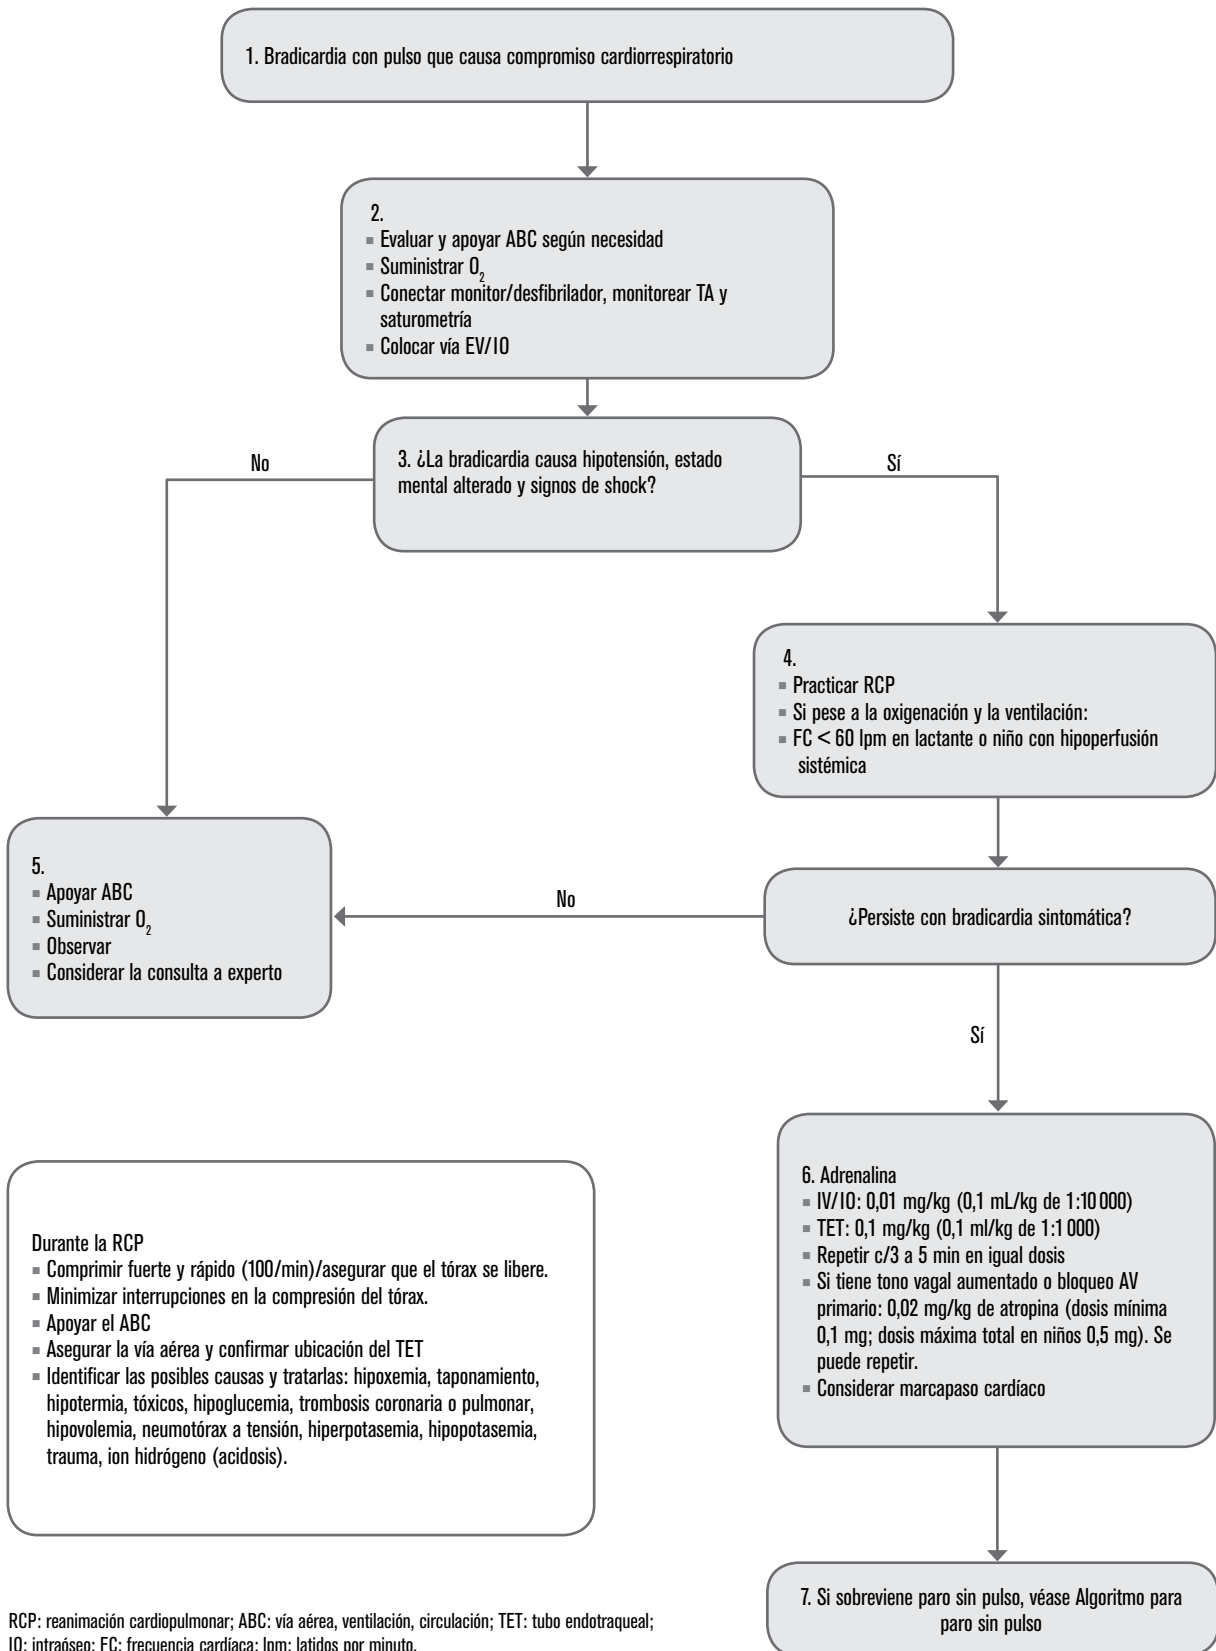 1. Bradicardia con pulso que causa compromiso cardiorrespiratorio
2.
▪ Evaluar y apoyar ABC según necesidad
▪ Suministrar O₂
▪ Conectar monitor/desfibrilador, monitorear TA y
saturometría
▪ Colocar vía EV/IO
No
3. ¿La bradicardia causa hipotensión, estado
mental alterado y signos de shock?
Sí
4.
▪ Practicar RCP
▪ Si pese a la oxigenación y la ventilación:
▪ FC < 60 lpm en lactante o niño con hipoperfusión
sistémica
5.
▪ Apoyar ABC
▪ Suministrar O₂
▪ Observar
▪ Considerar la consulta a experto
No
¿Persiste con bradicardia sintomática?
Sí
6. Adrenalina
▪ IV/IO: 0,01 mg/kg (0,1 mL/kg de 1:10 000)
▪ TET: 0,1 mg/kg (0,1 ml/kg de 1:1 000)
▪ Repetir c/3 a 5 min en igual dosis
▪ Si tiene tono vagal aumentado o bloqueo AV
primario: 0,02 mg/kg de atropina (dosis mínima
0,1 mg; dosis máxima total en niños 0,5 mg). Se
puede repetir.
▪ Considerar marcapaso cardíaco
Durante la RCP
▪ Comprimir fuerte y rápido (100/min)/asegurar que el tórax se libere.
▪ Minimizar interrupciones en la compresión del tórax.
▪ Apoyar el ABC
▪ Asegurar la vía aérea y confirmar ubicación del TET
▪ Identificar las posibles causas y tratarlas: hipoxemia, taponamiento,
hipotermia, tóxicos, hipoglucemia, trombosis coronaria o pulmonar,
hipovolemia, neumotórax a tensión, hiperpotasemia, hipopotasemia,
trauma, ion hidrógeno (acidosis).
7. Si sobreviene paro sin pulso, véase Algoritmo para
paro sin pulso
RCP: reanimación cardiopulmonar; ABC: vía aérea, ventilación, circulación; TET: tubo endotraqueal;
IO: intraóseo; FC: frecuencia cardíaca; lpm: latidos por minuto.